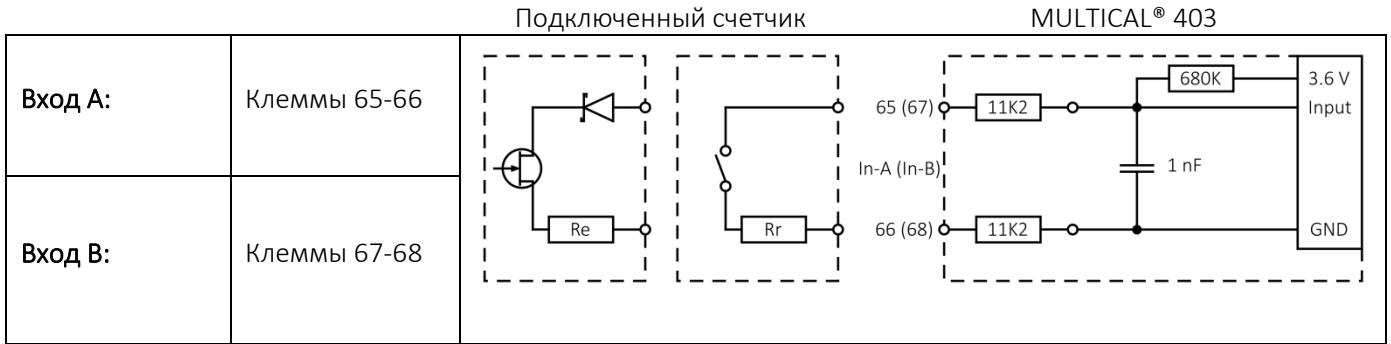 Подключенный счетчик MULTICAL® 403
Вход A: Клеммы 65-66
Вход B: Клеммы 67-68
Re
Rr
65 (67)
In-A (In-B)
66 (68)
11K2
11K2
680K
1 nF
3.6 V
Input
GND